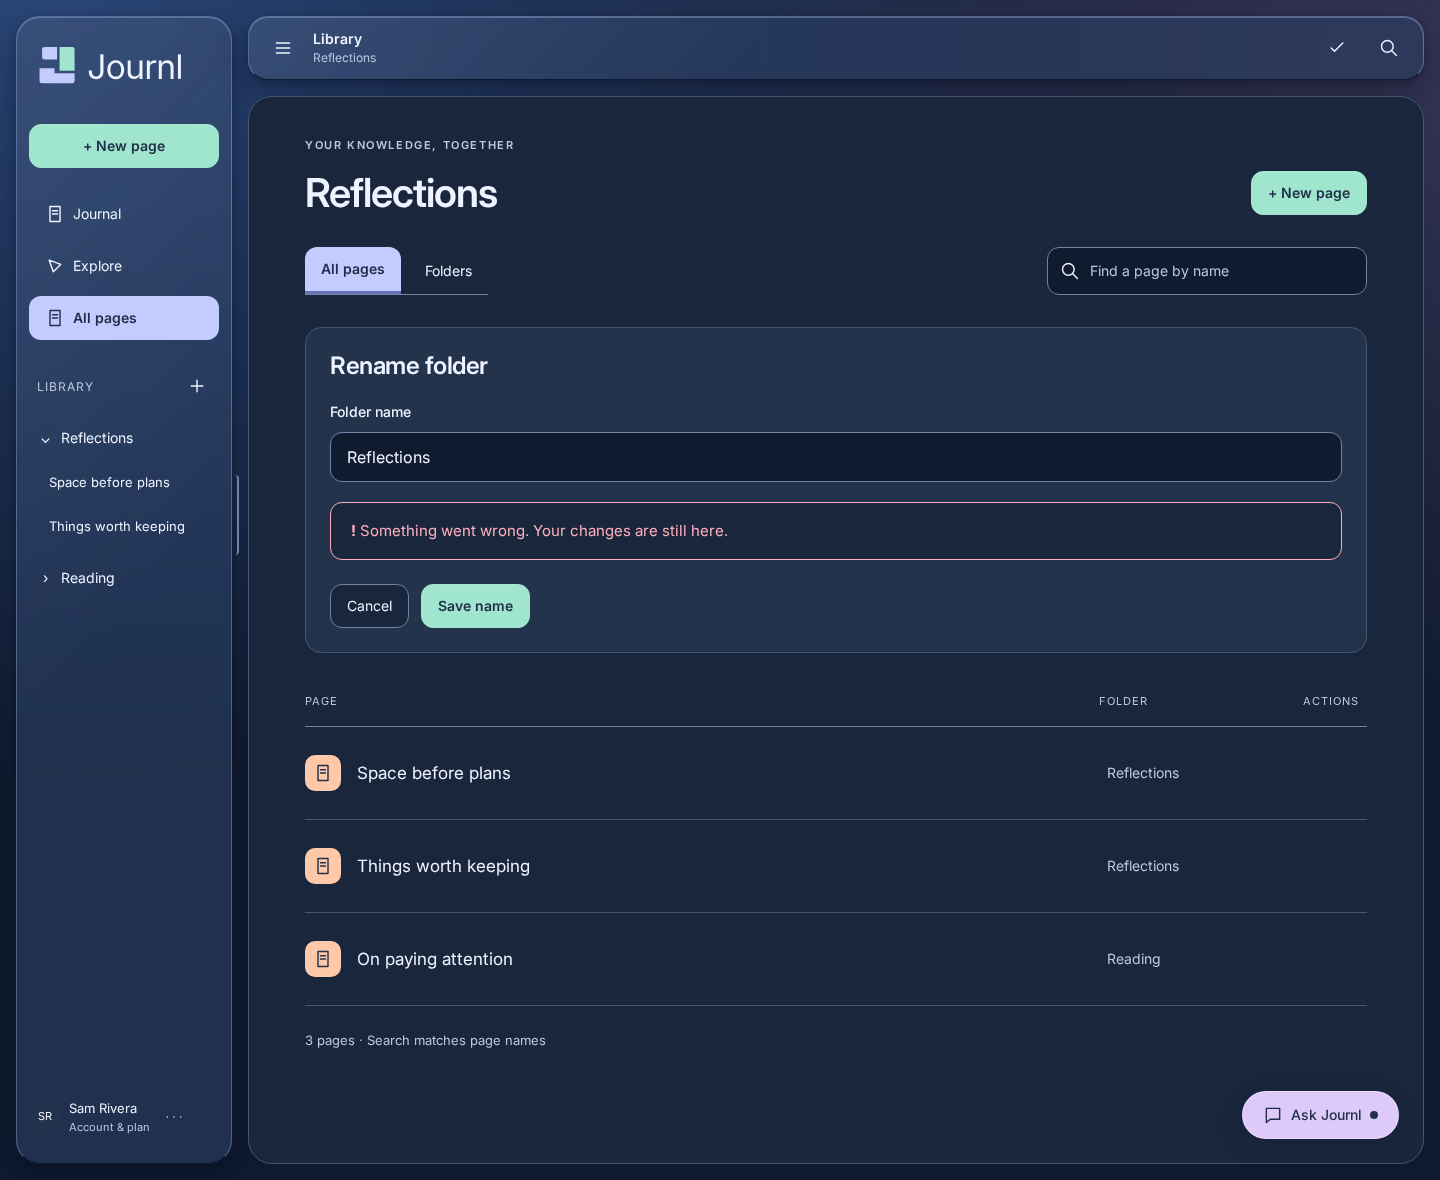 Journl
+ New page
Journal
Explore
All pages
LIBRARY
Reflections
Space before plans
Things worth keeping
Reading
SR
Sam Rivera
Account & plan
Library
Reflections
YOUR KNOWLEDGE, TOGETHER
Reflections
+ New page
All pages
Folders
Find a page by name
Rename folder
Folder name
Reflections
! Something went wrong. Your changes are still here.
Cancel
Save name
PAGE FOLDER ACTIONS
Space before plans Reflections
Things worth keeping Reflections
On paying attention Reading
3 pages · Search matches page names
Ask Journl